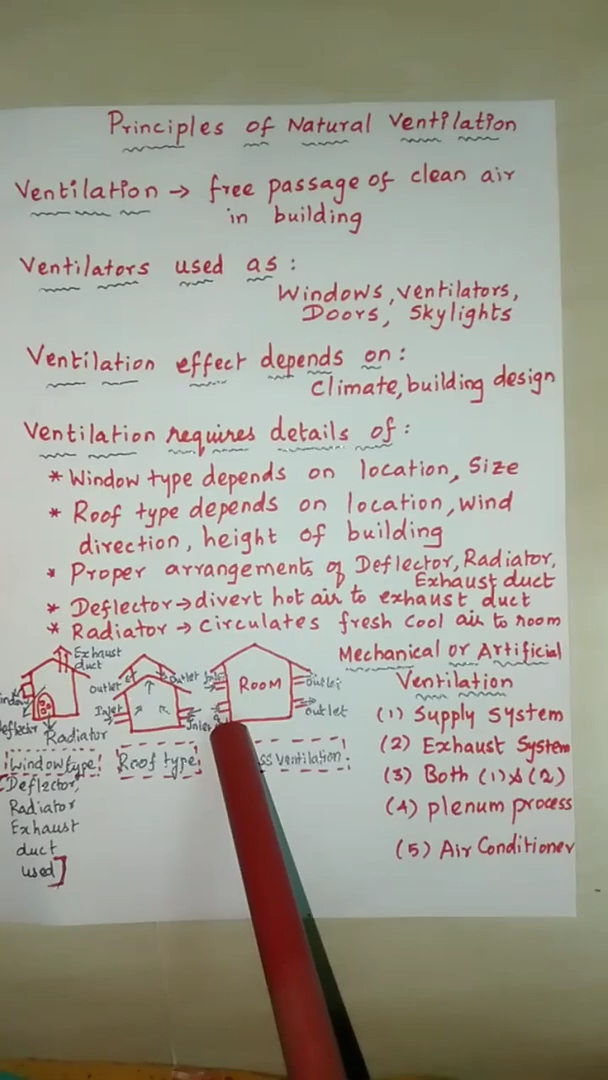 Principles of Natural Ventilation
Ventilation → free passage of clean air
in building
Ventilators used as :
Windows, ventilators,
Doors, Skylights
Ventilation effect depends on :
Climate, building design
Ventilation requires details of :
* Window type depends on location, Size
* Roof type depends on location, wind
direction, height of building
* Proper arrangements of Deflector, Radiator,
Exhaust duct
* Deflector → divert hot air to exhaust duct
* Radiator → Circulates fresh cool air to room
Exhaust
duct
Radiator
Window type
Deflector,
Radiator
Exhaust
duct
used]
Outlet
Outlet
Inlet
Inlet
Roof type
ROOM
Outlet
Outlet
Ventilation
Mechanical or Artificial
Ventilation
(1) Supply System
(2) Exhaust System
(3) Both (1) & (2)
(4) plenum process
(5) Air Conditioner